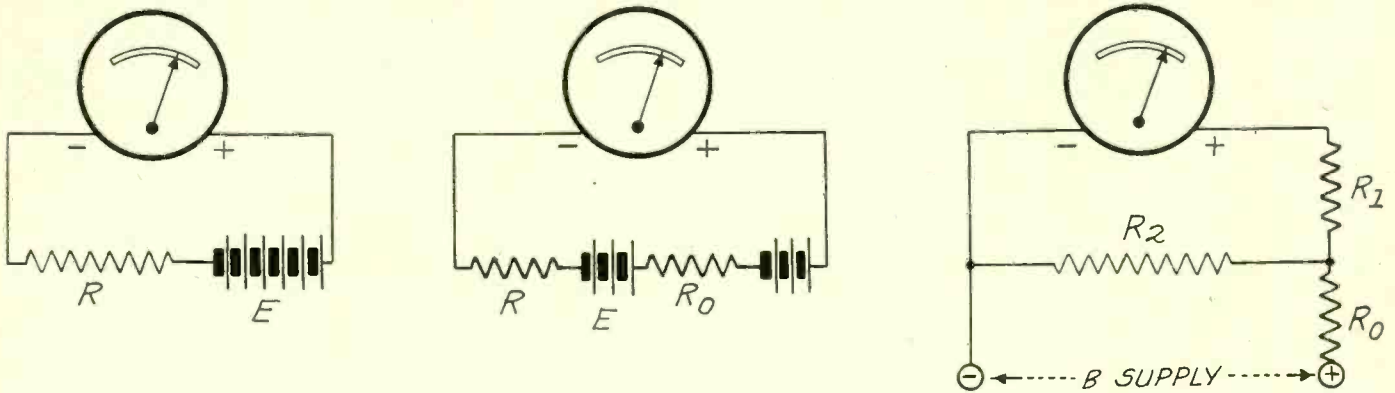 - +
R
E
- +
R
E
R0
- +
R1
R2
R0
- B SUPPLY +